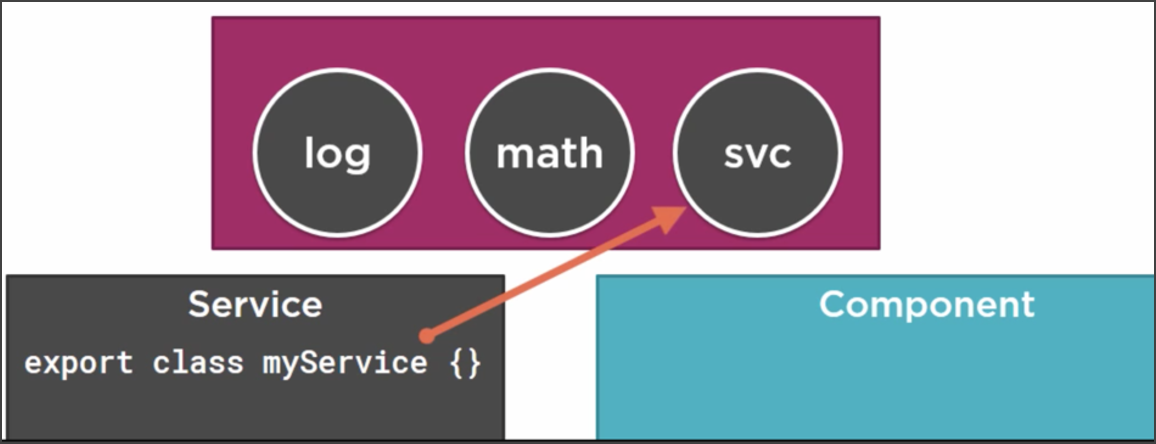 log
math
svc
Service
export class myService {}
Component